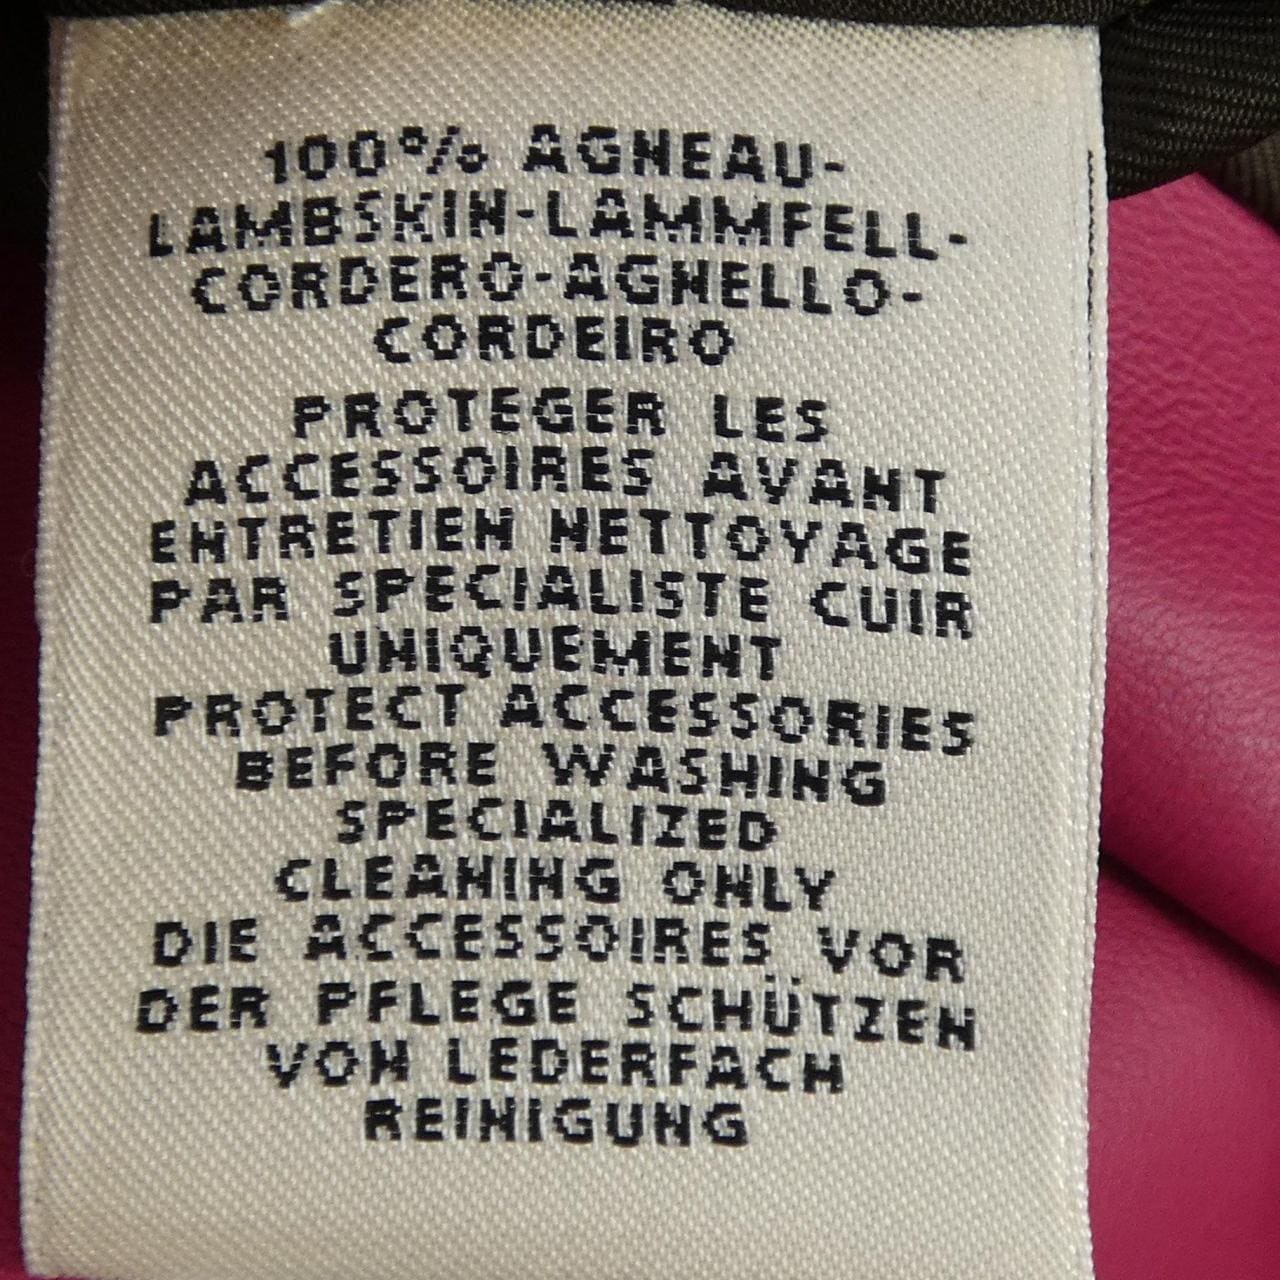 100% AGNEAU-
LAMBSKIN-LAMMFELL-
CORDERO-AGNELLO-
CORDEIRO
PROTEGER LES
ACCESSOIRES AVANT
ENTRETIEN NETTOYAGE
PAR SPECIALISTE CUIR
UNIQUEMENT
PROTECT ACCESSORIES
BEFORE WASHING
SPECIALIZED
CLEANING ONLY
DIE ACCESSOIRES VOR
DER PFLEGE SCHÜTZEN
VON LEDERFACH
REINIGUNG